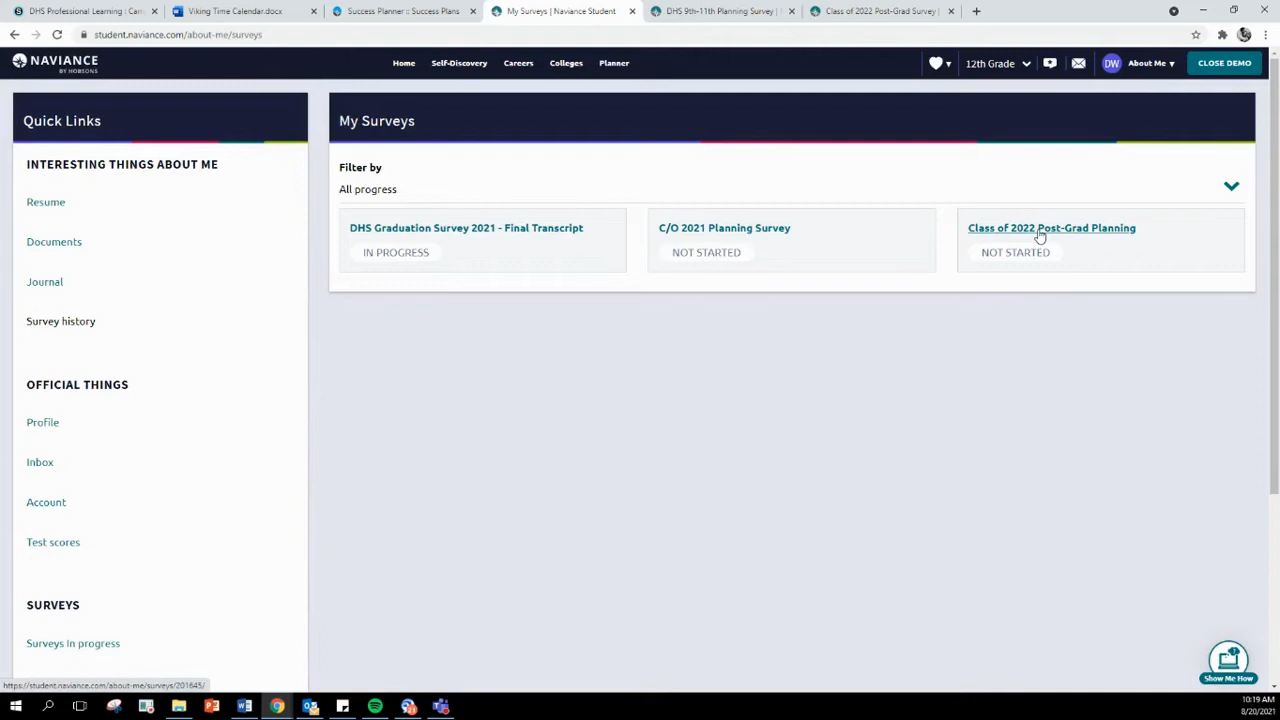 DHS Professional Learning : Can
Viking Time Calendar.docx
Success Planner :: Success Plans
My Surveys | Naviance Student
DHS 9th-11th Planning Survey |
Class of 2022 Post-Grad Survey |
student.naviance.com/about-me/surveys
NAVIANCE
BY HOBSONS
Home
Self-Discovery
Careers
Colleges
Planner
12th Grade
DW
About Me
CLOSE DEMO
Quick Links
INTERESTING THINGS ABOUT ME
Resume
Documents
Journal
Survey history
OFFICIAL THINGS
Profile
Inbox
Account
Test scores
SURVEYS
Surveys In progress
My Surveys
Filter by
All progress
DHS Graduation Survey 2021 - Final Transcript
IN PROGRESS
C/O 2021 Planning Survey
NOT STARTED
Class of 2022 Post-Grad Planning
NOT STARTED
Show Me How
https://student.naviance.com/about-me/surveys/201645/
10:19 AM
8/20/2021